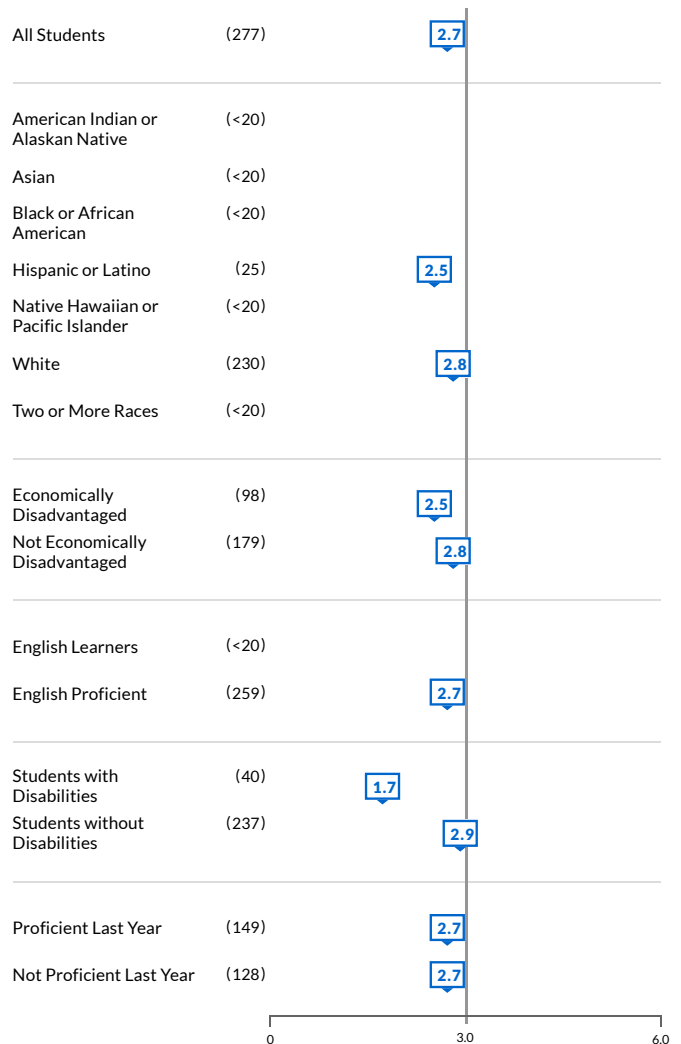 All Students (277) 2.7
American Indian or (<20)
Alaskan Native
Asian (<20)
Black or African (<20)
American
Hispanic or Latino (25) 2.5
Native Hawaiian or (<20)
Pacific Islander
White (230) 2.8
Two or More Races (<20)
Economically (98) 2.5
Disadvantaged
Not Economically (179) 2.8
Disadvantaged
English Learners (<20)
English Proficient (259) 2.7
Students with (40) 1.7
Disabilities
Students without (237) 2.9
Disabilities
Proficient Last Year (149) 2.7
Not Proficient Last Year (128) 2.7
0 3.0 6.0